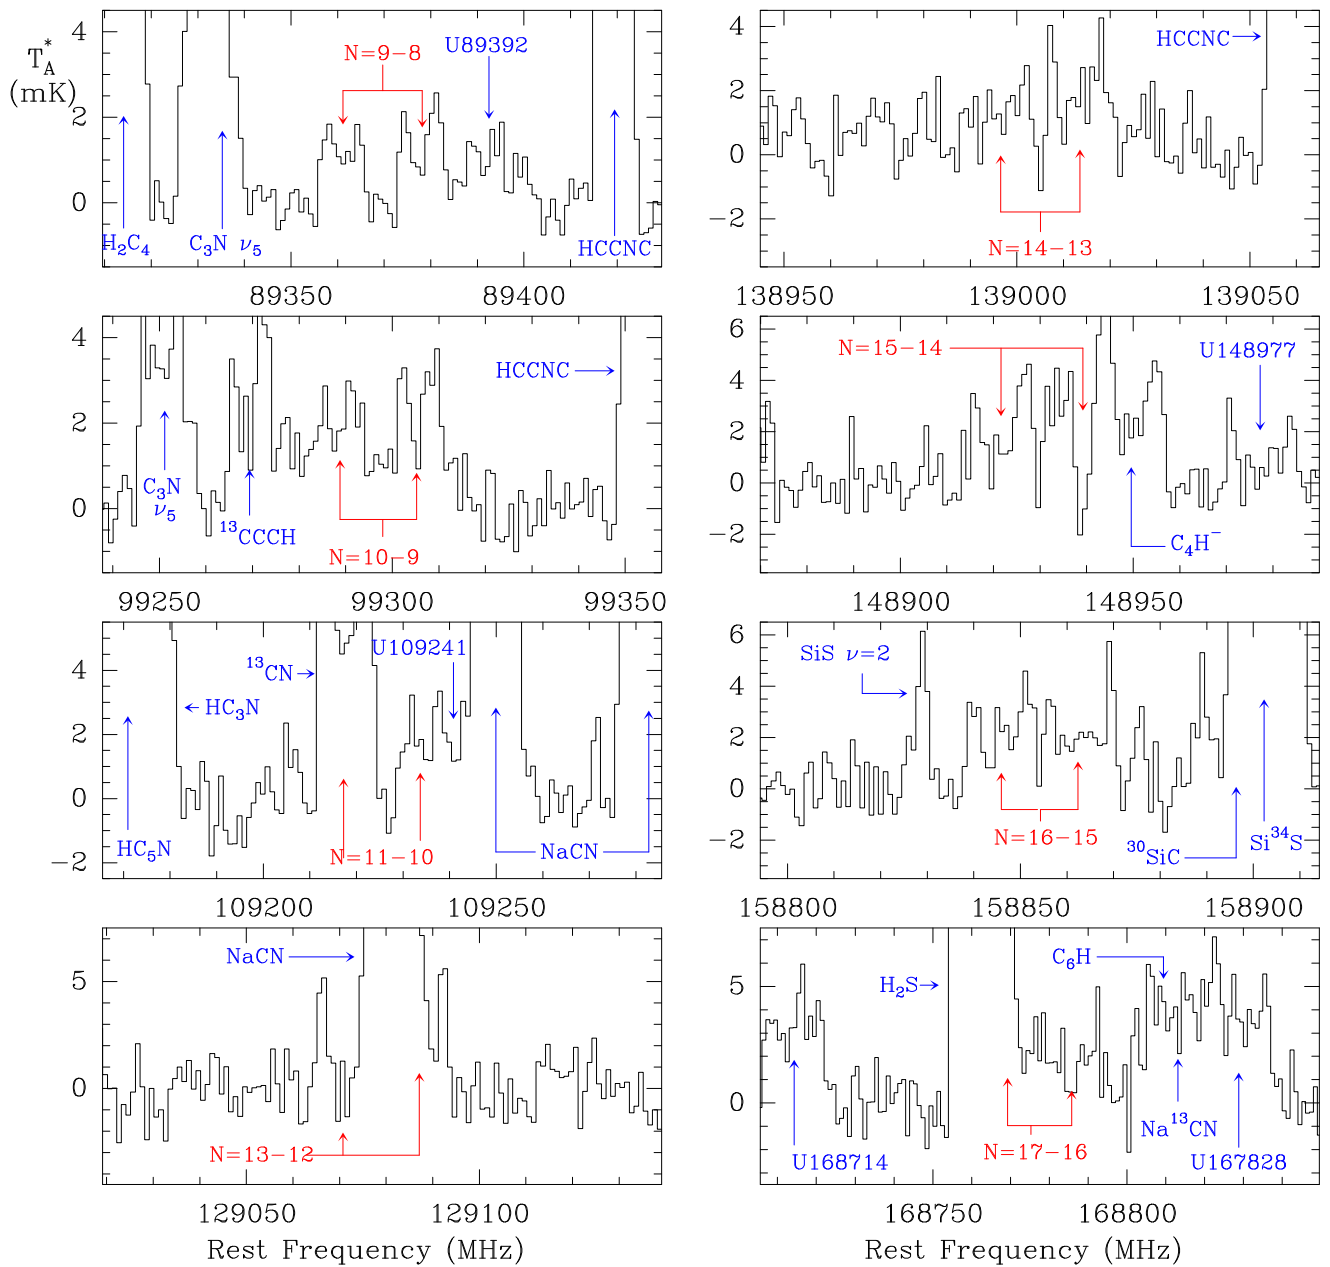 T*A
(mK)
4
2
0
N=9−8
U89392
H2C4
C3N ν5
HCCNC
89350
89400
4
2
0
−2
HCCNC
N=14−13
138950
139000
139050
4
2
0
HCCNC
C3N
ν5
13CCCH
N=10−9
99250
99300
99350
6
4
2
0
−2
N=15−14
U148977
C4H−
148900
148950
4
2
0
−2
13CN
U109241
HC3N
HC5N
N=11−10
NaCN
109200
109250
6
4
2
0
−2
SiS ν=2
N=16−15
30SiC
Si34S
158800
158850
158900
5
0
NaCN
N=13−12
129050
129100
Rest Frequency (MHz)
5
0
C6H
H2S
Na13CN
N=17−16
U168714
U167828
168750
168800
Rest Frequency (MHz)